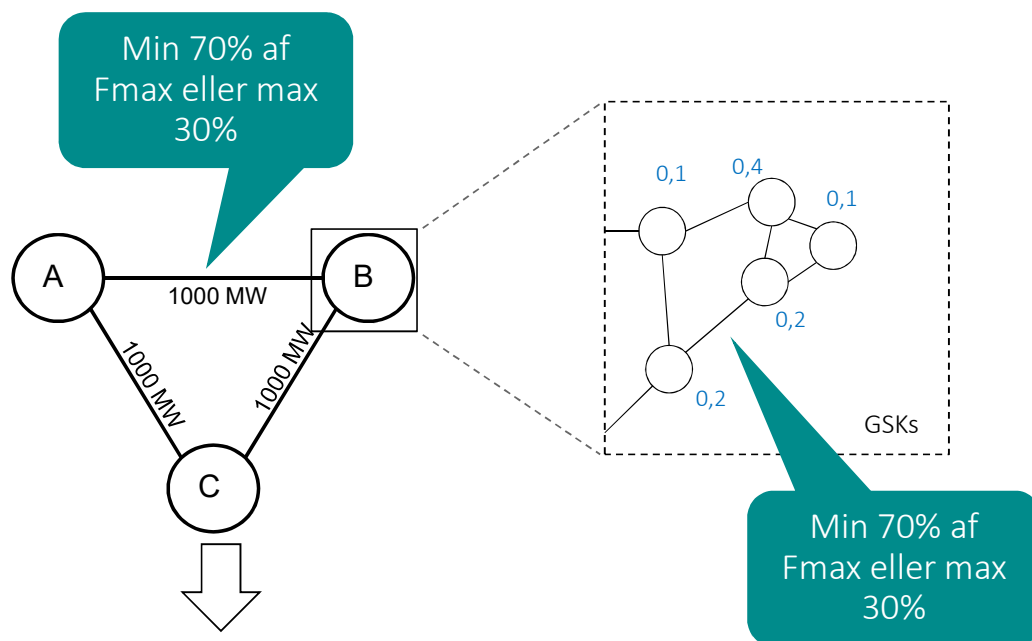 Min 70% af
Fmax eller max
30%
A
1000 MW
B
1000 MW
1000 MW
C
0,1
0,4
0,1
0,2
0,2
GSKs
Min 70% af
Fmax eller max
30%